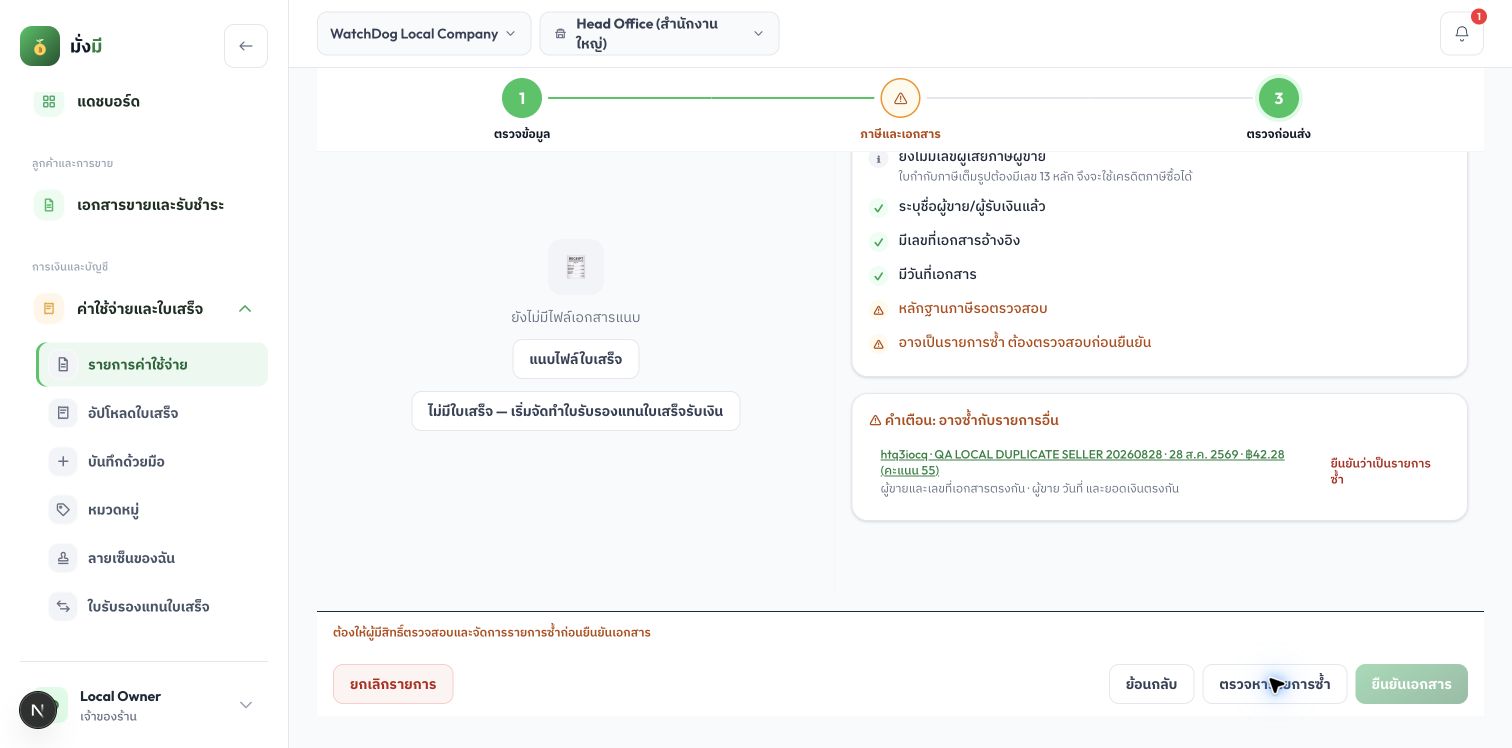 มั่งมี
แดชบอร์ด
ลูกค้าและการขาย
เอกสารขายและรับชำระ
การเงินและบัญชี
ค่าใช้จ่ายและใบเสร็จ
รายการค่าใช้จ่าย
อัปโหลดใบเสร็จ
บันทึกด้วยมือ
หมวดหมู่
ลายเซ็นของฉัน
ใบรับรองแทนใบเสร็จ
N
Local Owner
เจ้าของร้าน
WatchDog Local Company
Head Office (สำนักงาน
ใหญ่)
1
1
ตรวจข้อมูล
ภาษีและเอกสาร
3
ตรวจก่อนส่ง
RECEIPT
ยังไม่มีไฟล์เอกสารแนบ
แนบไฟล์ใบเสร็จ
ไม่มีใบเสร็จ — เริ่มจัดทำใบรับรองแทนใบเสร็จรับเงิน
ยังไม่มีเลขผู้เสียภาษีผู้ขาย
ใบกำกับภาษีเต็มรูปต้องมีเลข 13 หลัก จึงจะใช้เครดิตภาษีซื้อได้
ระบุชื่อผู้ขาย/ผู้รับเงินแล้ว
มีเลขที่เอกสารอ้างอิง
มีวันที่เอกสาร
หลักฐานภาษีรอตรวจสอบ
อาจเป็นรายการซ้ำ ต้องตรวจสอบก่อนยืนยัน
คำเตือน: อาจซ้ำกับรายการอื่น
htq3iocq · QA LOCAL DUPLICATE SELLER 20260828 · 28 ส.ค. 2569 · ฿42.28
(คะแนน 55)
ผู้ขายและเลขที่เอกสารตรงกัน · ผู้ขาย วันที่ และยอดเงินตรงกัน
ยืนยันว่าเป็นรายการ
ซ้ำ
ต้องให้ผู้มีสิทธิ์ตรวจสอบและจัดการรายการซ้ำก่อนยืนยันเอกสาร
ยกเลิกรายการ
ย้อนกลับ
ตรวจหารายการซ้ำ
ยืนยันเอกสาร